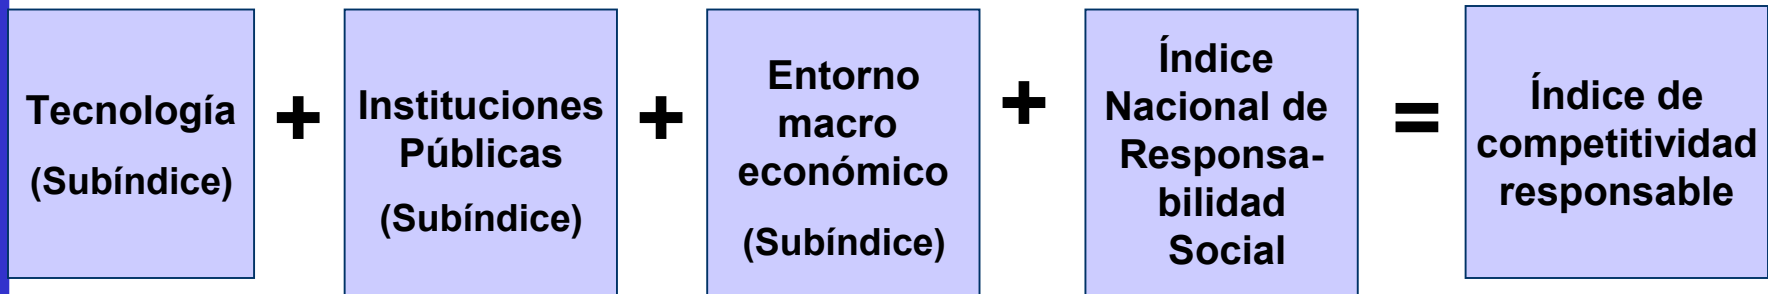 Tecnología
(Subíndice)
+
Instituciones
Públicas
(Subíndice)
+
Entorno
macro
económico
(Subíndice)
+
Índice
Nacional de
Responsa-
bilidad
Social
=
Índice de
competitividad
responsable